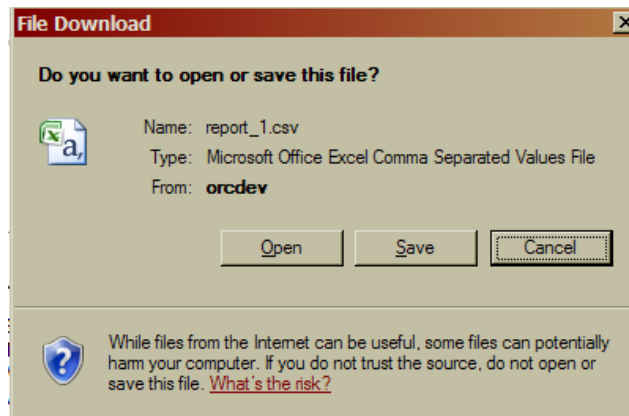 File Download
Do you want to open or save this file?
a,
Name: report_1.csv
Type: Microsoft Office Excel Comma Separated Values File
From: orcdev
Open Save Cancel
While files from the Internet can be useful, some files can potentially
harm your computer. If you do not trust the source, do not open or
save this file. What's the risk?